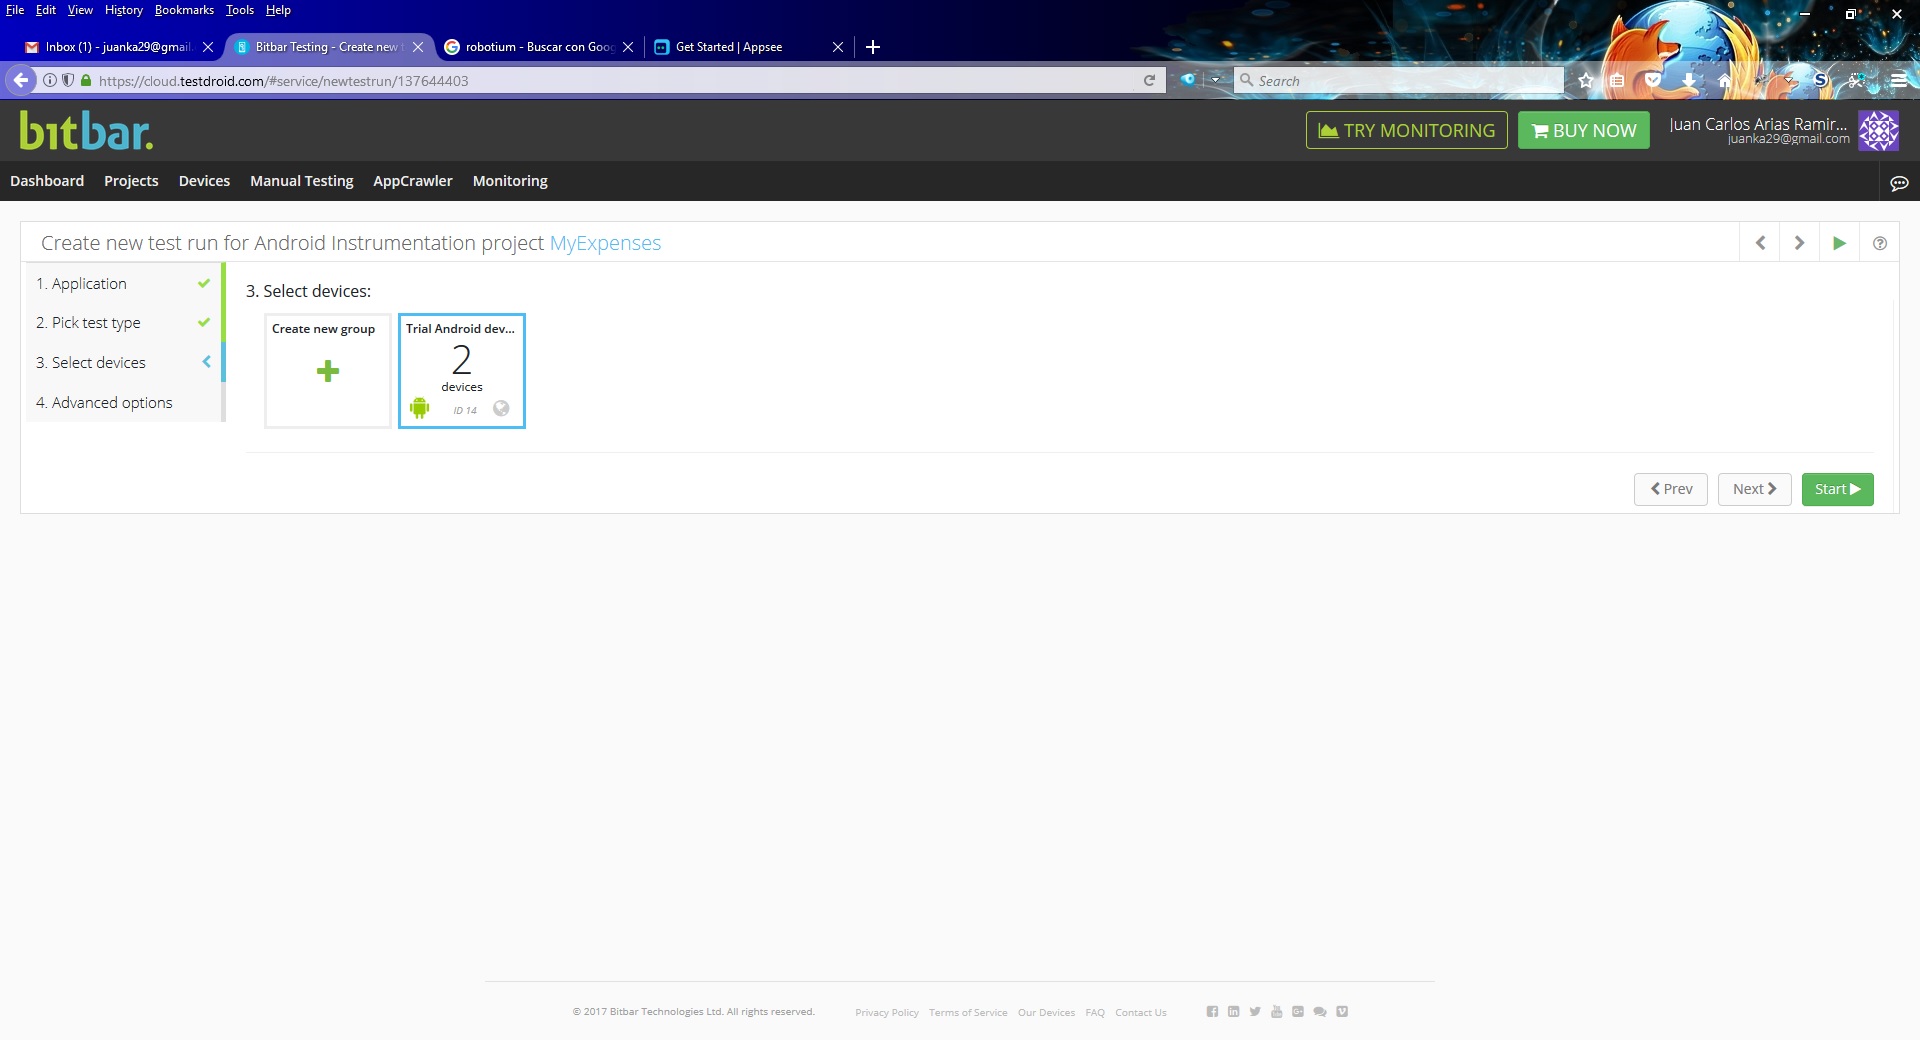 File Edit View History Bookmarks Tools Help
Inbox (1) - juanka29@gmail.
Bitbar Testing - Create new t
robotium - Buscar con Goog
Get Started | Appsee
https://cloud.testdroid.com/#service/newtestrun/137644403
Search
bitbar.
TRY MONITORING
BUY NOW
Juan Carlos Arias Ramir...
juanka29@gmail.com
Dashboard Projects Devices Manual Testing AppCrawler Monitoring
Create new test run for Android Instrumentation project MyExpenses
1. Application
2. Pick test type
3. Select devices
4. Advanced options
3. Select devices:
Create new group
Trial Android dev...
2
devices
ID 14
Prev
Next
Start
© 2017 Bitbar Technologies Ltd. All rights reserved.
Privacy Policy Terms of Service Our Devices FAQ Contact Us